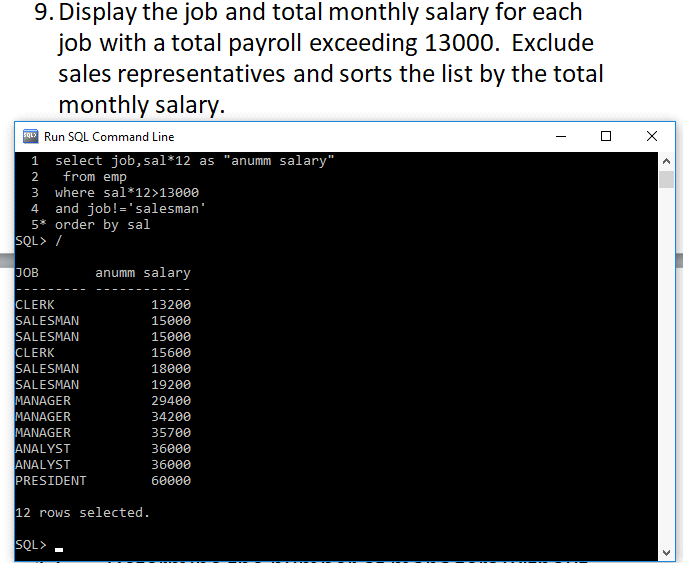 9. Display the job and total monthly salary for each
job with a total payroll exceeding 13000. Exclude
sales representatives and sorts the list by the total
monthly salary.
SQL> Run SQL Command Line
1 select job,sal*12 as "anumm salary"
2 from emp
3 where sal*12>13000
4 and job!='salesman'
5* order by sal
SQL> /
JOB anumm salary
--------- ------------
CLERK 13200
SALESMAN 15000
SALESMAN 15000
CLERK 15600
SALESMAN 18000
SALESMAN 19200
MANAGER 29400
MANAGER 34200
MANAGER 35700
ANALYST 36000
ANALYST 36000
PRESIDENT 60000
12 rows selected.
SQL>